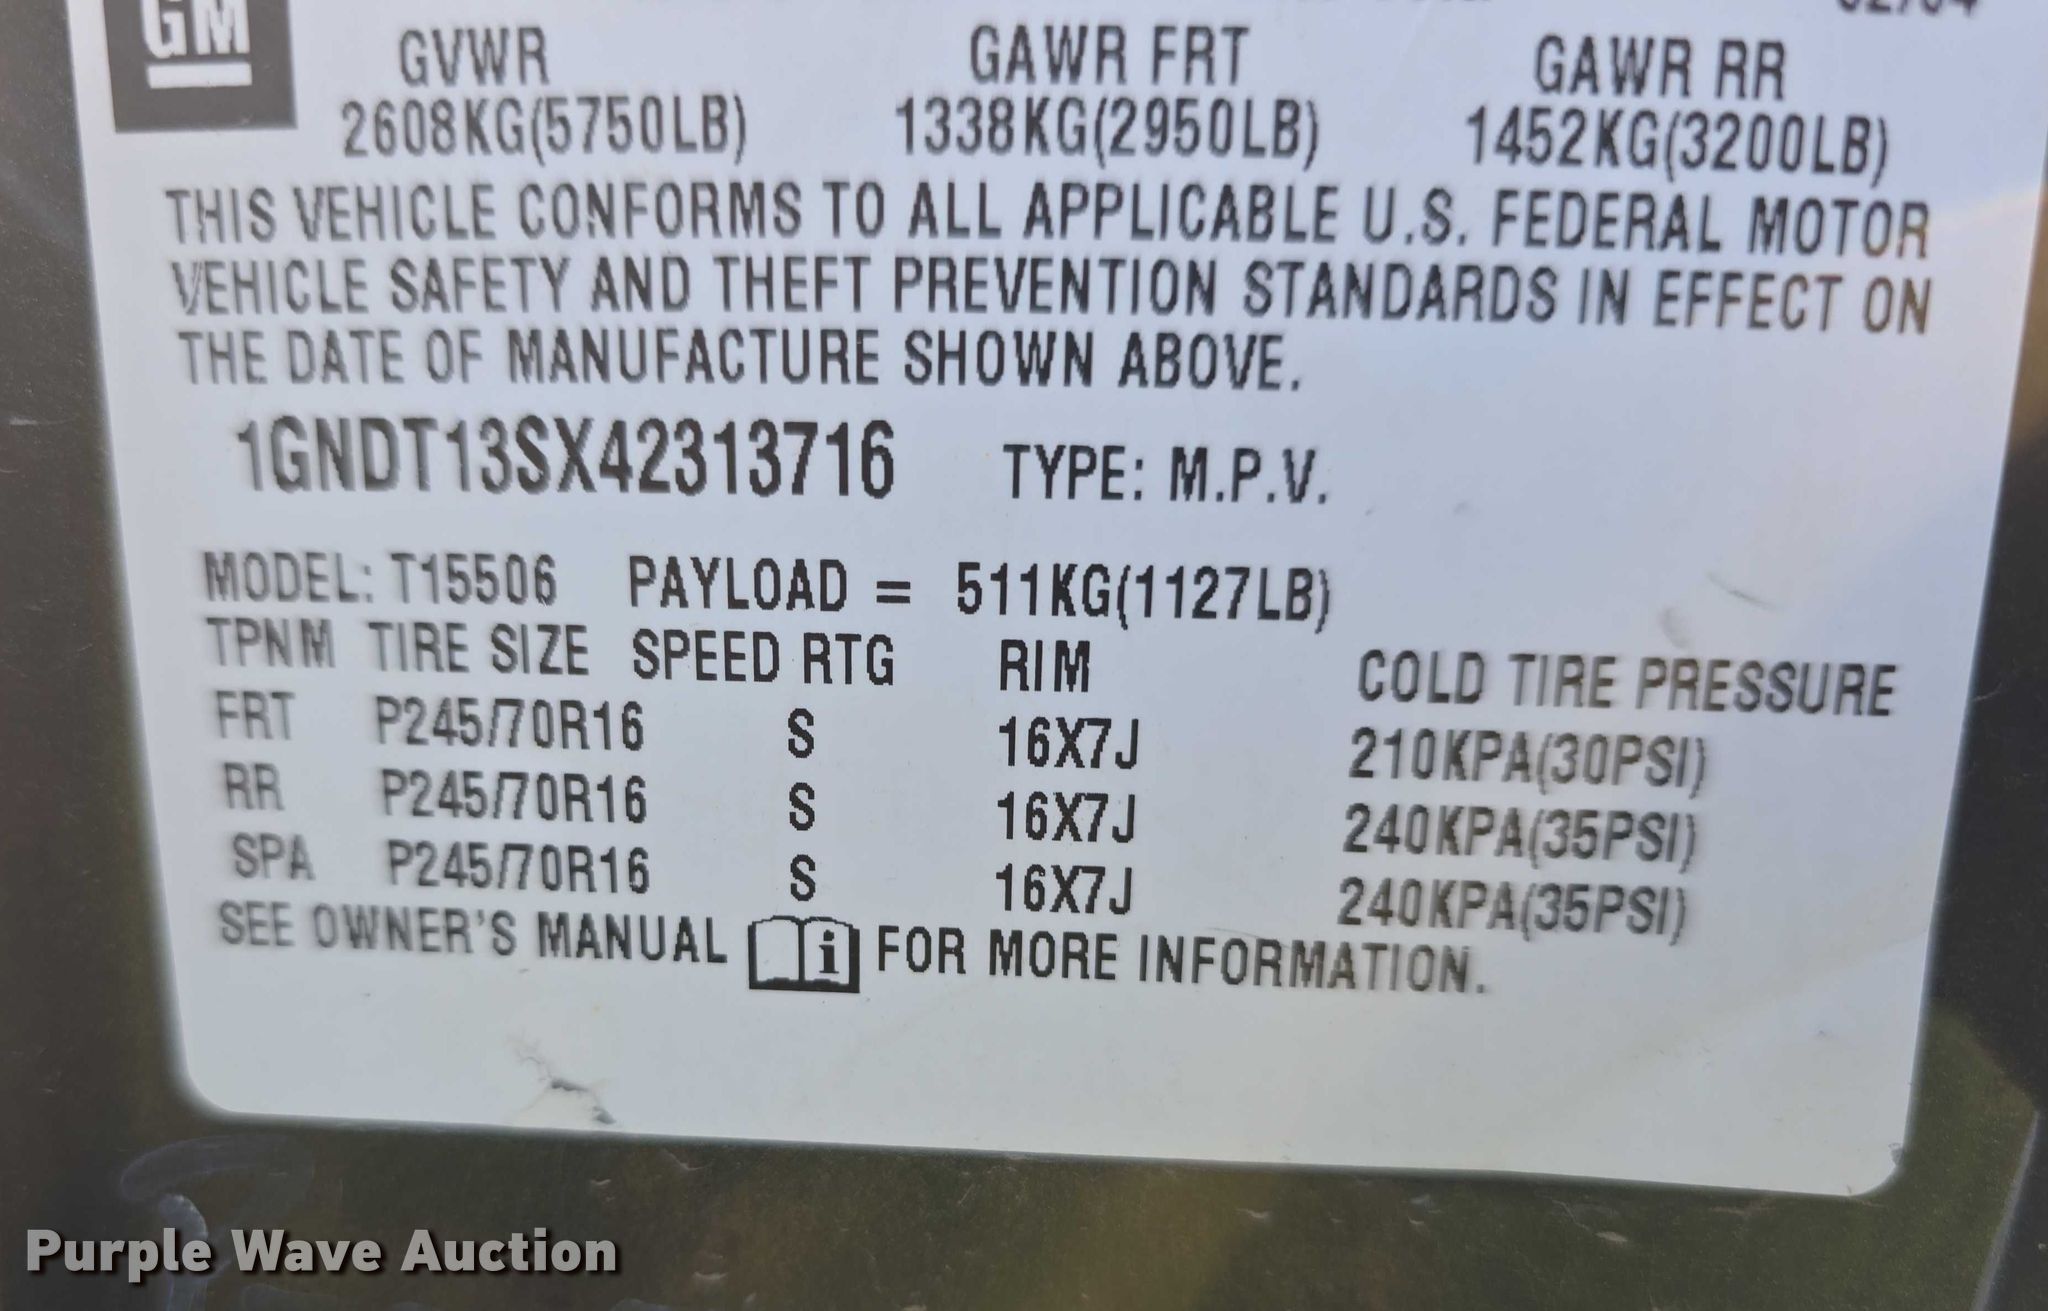 GM
GVWR GAWR FRT GAWR RR
2608KG(5750LB) 1338KG(2950LB) 1452KG(3200LB)
THIS VEHICLE CONFORMS TO ALL APPLICABLE U.S. FEDERAL MOTOR
VEHICLE SAFETY AND THEFT PREVENTION STANDARDS IN EFFECT ON
THE DATE OF MANUFACTURE SHOWN ABOVE.
1GNDT13SX42313716 TYPE: M.P.V.
MODEL: T15506 PAYLOAD = 511KG(1127LB)
TPNM TIRE SIZE SPEED RTG RIM COLD TIRE PRESSURE
FRT P245/70R16 S 16X7J 210KPA(30PSI)
RR P245/70R16 S 16X7J 240KPA(35PSI)
SPA P245/70R16 S 16X7J 240KPA(35PSI)
SEE OWNER'S MANUAL i FOR MORE INFORMATION.
Purple Wave Auction